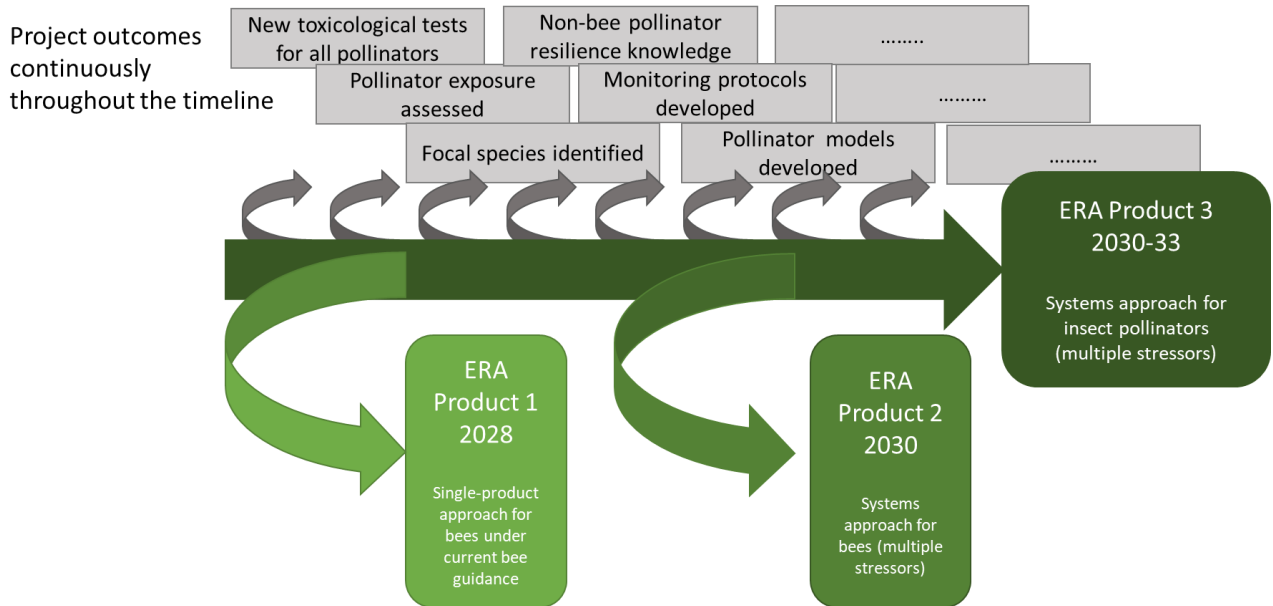 Project outcomes
continuously
throughout the timeline
New toxicological tests
for all pollinators
Non-bee pollinator
resilience knowledge
........
Pollinator exposure
assessed
Monitoring protocols
developed
.........
Focal species identified
Pollinator models
developed
.........
ERA Product 3
2030-33
Systems approach for
insect pollinators
(multiple stressors)
ERA
Product 1
2028
Single-product
approach for
bees under
current bee
guidance
ERA
Product 2
2030
Systems
approach for
bees (multiple
stressors)